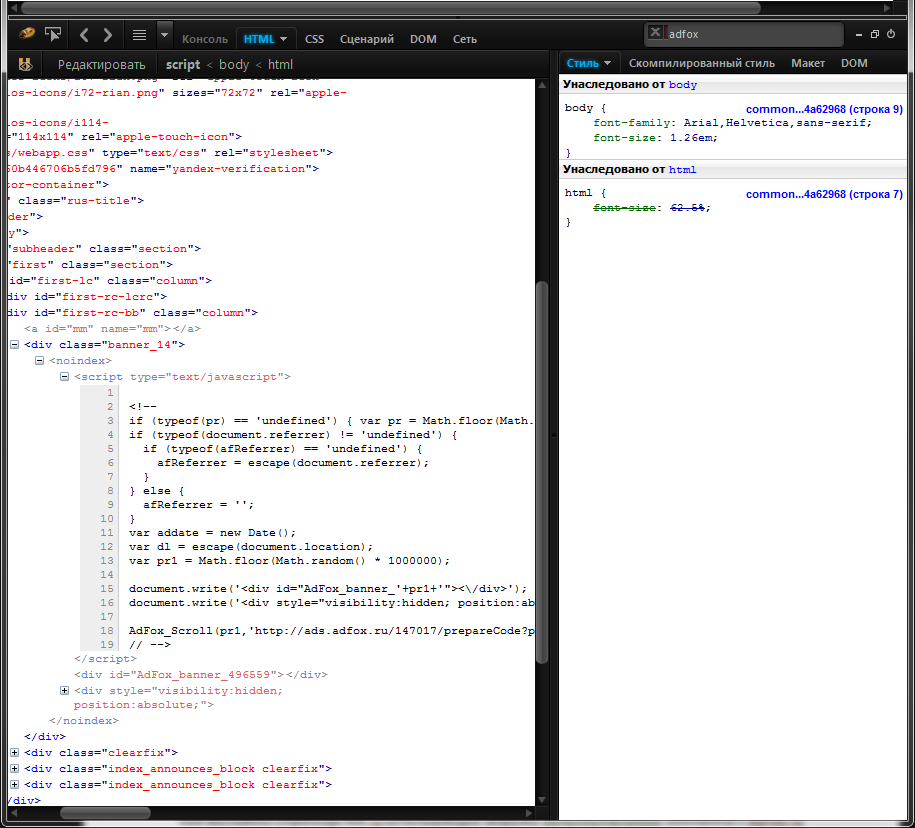 adfox
Консоль HTML CSS Сценарий DOM Сеть
Редактировать script < body < html
Стиль Скомпилированный стиль Макет DOM
.os-icons/i72-rian.png" sizes="72x72" rel="apple-
.os-icons/i114-
="114x114" rel="apple-touch-icon">
s/webapp.css" type="text/css" rel="stylesheet">
50b446706b5fd796" name="yandex-verification">
tor-container">
" class="rus-title">
der">
y">
"subheader" class="section">
"first" class="section">
id="first-lc" class="column">
div id="first-rc-lcrc">
div id="first-rc-bb" class="column">
<a id="mm" name="mm"></a>
<div class="banner_14">
<noindex>
<script type="text/javascript">
1
2 <!--
3 if (typeof(pr) == 'undefined') { var pr = Math.floor(Math.
4 if (typeof(document.referrer) != 'undefined') {
5 if (typeof(afReferrer) == 'undefined') {
6 afReferrer = escape(document.referrer);
7 }
8 } else {
9 afReferrer = '';
10 }
11 var addate = new Date();
12 var dl = escape(document.location);
13 var pr1 = Math.floor(Math.random() * 1000000);
14
15 document.write('<div id="AdFox_banner_'+pr1+'"><\/div>');
16 document.write('<div style="visibility:hidden; position:ab
17
18 AdFox_Scroll(pr1,'http://ads.adfox.ru/147017/prepareCode?p
19 // -->
</script>
<div id="AdFox_banner_496559"></div>
<div style="visibility:hidden;
position:absolute;">
</noindex>
</div>
<div class="clearfix">
<div class="index_announces_block clearfix">
<div class="index_announces_block clearfix">
/div>
Унаследовано от body
body { common...4a62968 (строка 9)
font-family: Arial,Helvetica,sans-serif;
font-size: 1.26em;
}
Унаследовано от html
html { common...4a62968 (строка 7)
font-size: 62.5%;
}